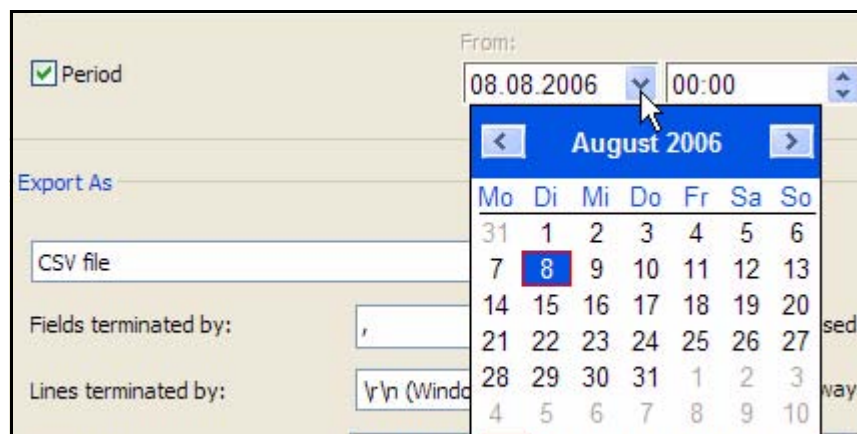 From:
Period
08.08.2006 00:00
August 2006
Export As
Mo Di Mi Do Fr Sa So
31 1 2 3 4 5 6
CSV file
7 8 9 10 11 12 13
14 15 16 17 18 19 20
Fields terminated by: ,
sed
21 22 23 24 25 26 27
Lines terminated by: \r\n (Windo
way
28 29 30 31 1 2 3
4 5 6 7 8 9 10